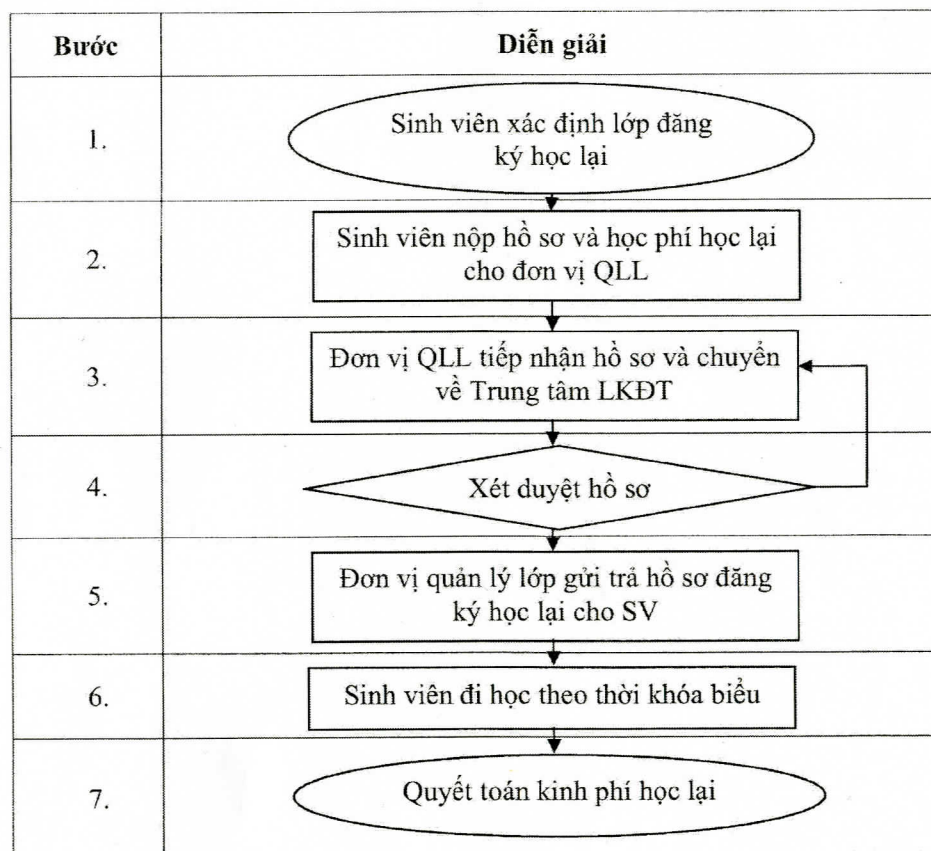 Bước
Diễn giải
1.
Sinh viên xác định lớp đăng
ký học lại
2.
Sinh viên nộp hồ sơ và học phí học lại
cho đơn vị QLL
3.
Đơn vị QLL tiếp nhận hồ sơ và chuyển
về Trung tâm LKĐT
4.
Xét duyệt hồ sơ
5.
Đơn vị quản lý lớp gửi trả hồ sơ đăng
ký học lại cho SV
6.
Sinh viên đi học theo thời khóa biểu
7.
Quyết toán kinh phí học lại